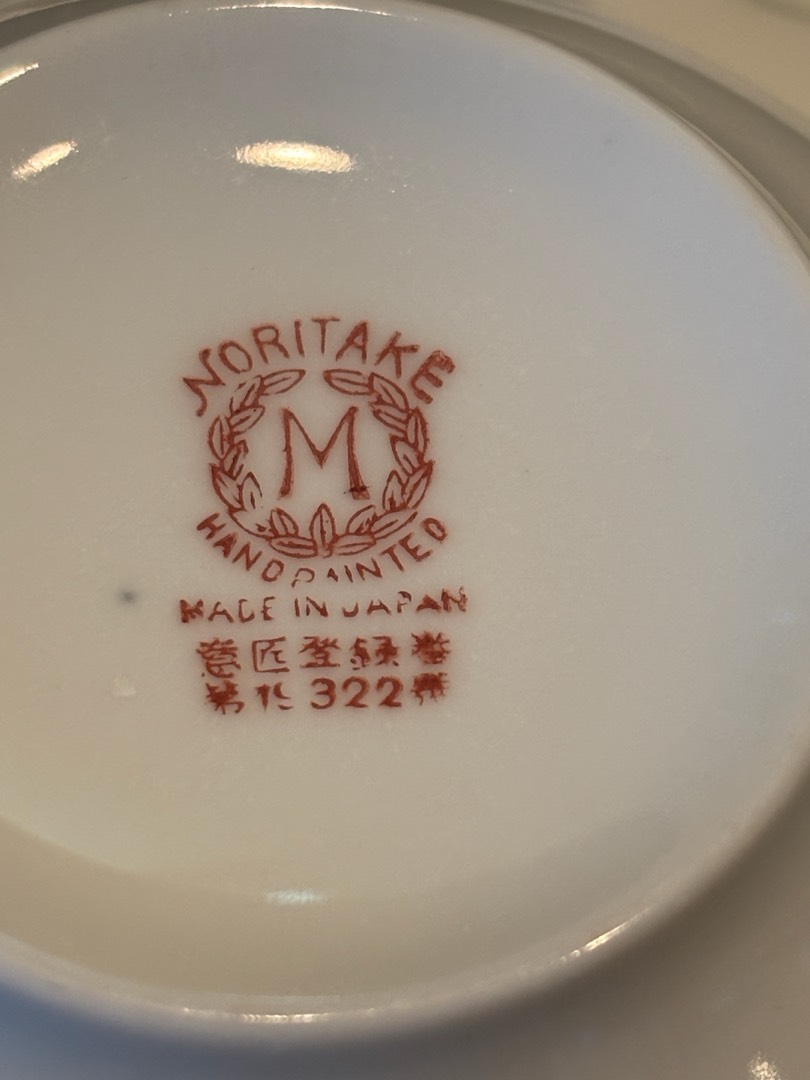 NORITAKE
M
HAND PAINTED
MADE IN JAPAN
意匠登録
第 322